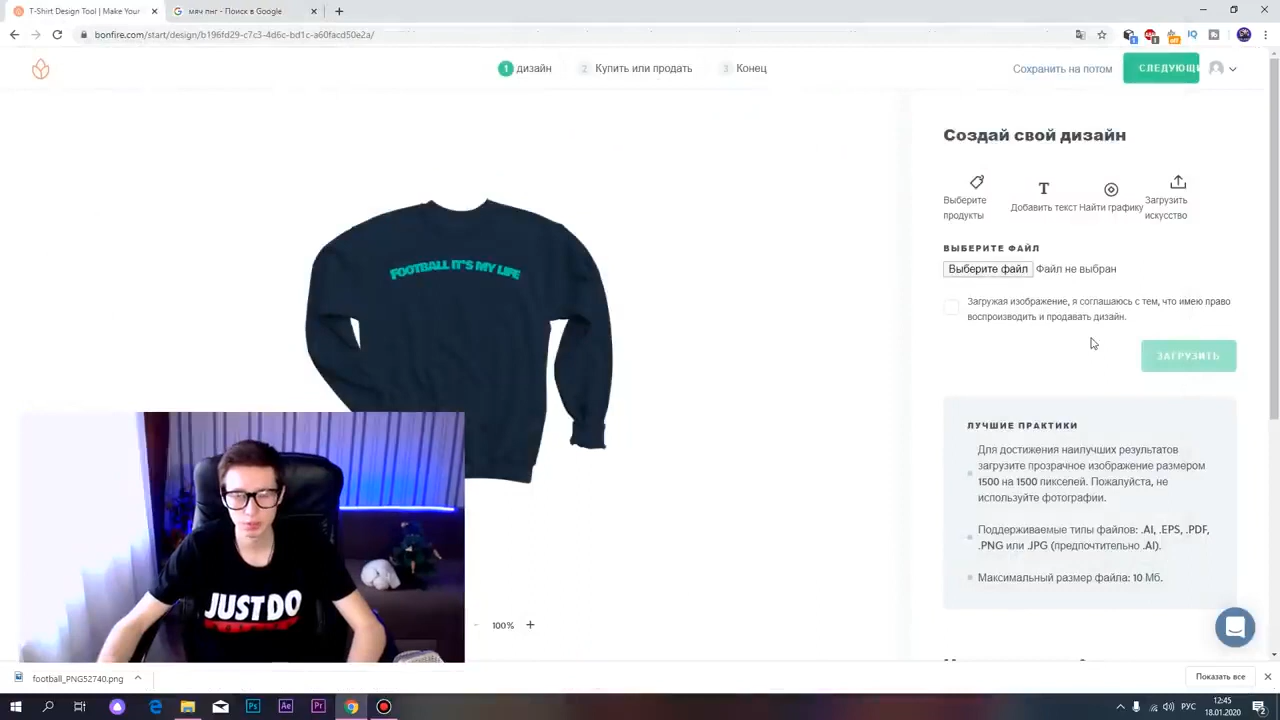 T-Shirt Design Tool | Make Your
мяч пнг - Поиск в Google
bonfire.com/start/design/b196fd29-c7c3-4d6c-bd1c-a60facd50e2a/
1 дизайн
2 Купить или продать
3 Конец
Сохранить на потом
СЛЕДУЮЩИ
Создай свой дизайн
Выберите продукты
T Добавить текст
Найти графику
Загрузить искусство
ВЫБЕРИТЕ ФАЙЛ
Выберите файл Файл не выбран
Загружая изображение, я соглашаюсь с тем, что имею право
воспроизводить и продавать дизайн.
ЗАГРУЗИТЬ
FOOTBALL IT'S MY LIFE
ЛУЧШИЕ ПРАКТИКИ
Для достижения наилучших результатов
загрузите прозрачное изображение размером
1500 на 1500 пикселей. Пожалуйста, не
используйте фотографии.
Поддерживаемые типы файлов: .AI, .EPS, .PDF,
.PNG или .JPG (предпочтительно .AI).
Максимальный размер файла: 10 Мб.
JUST DO
- 100% +
football_PNG52740.png
Показать все
Ps
Ae
Pr
РУС
12:45
18.01.2020